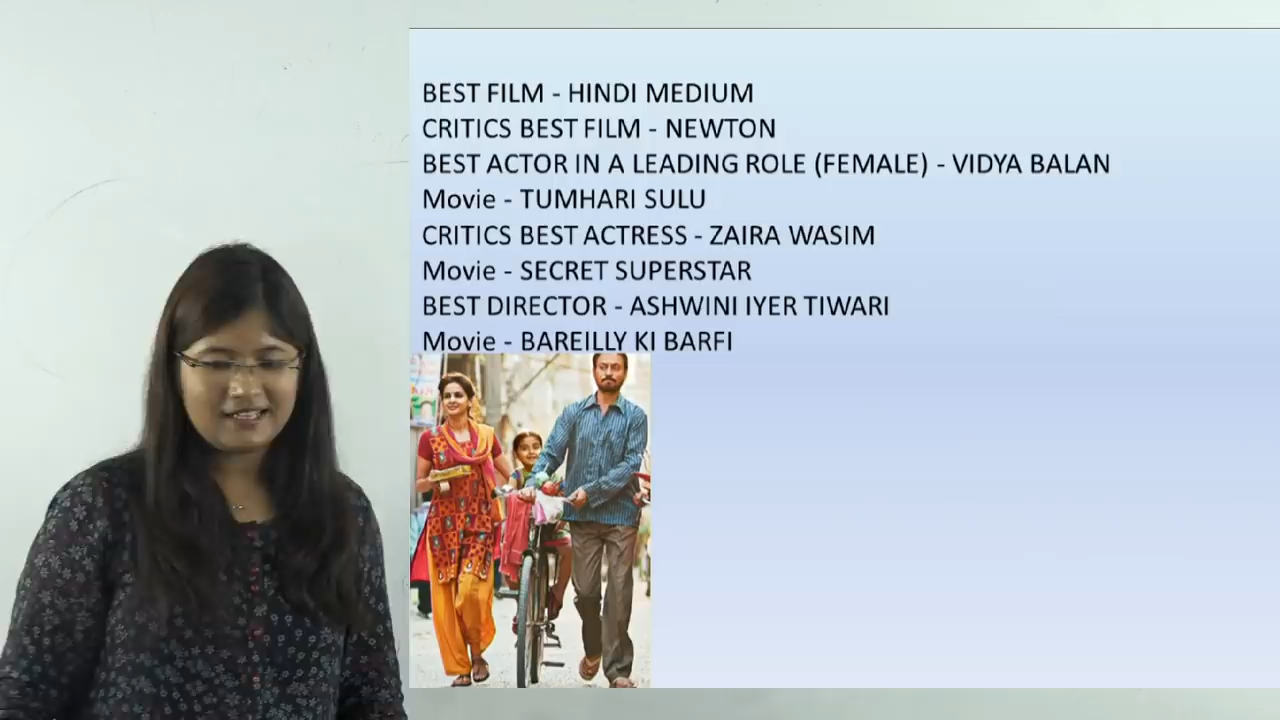 BEST FILM - HINDI MEDIUM
CRITICS BEST FILM - NEWTON
BEST ACTOR IN A LEADING ROLE (FEMALE) - VIDYA BALAN
Movie - TUMHARI SULU
CRITICS BEST ACTRESS - ZAIRA WASIM
Movie - SECRET SUPERSTAR
BEST DIRECTOR - ASHWINI IYER TIWARI
Movie - BAREILLY KI BARFI